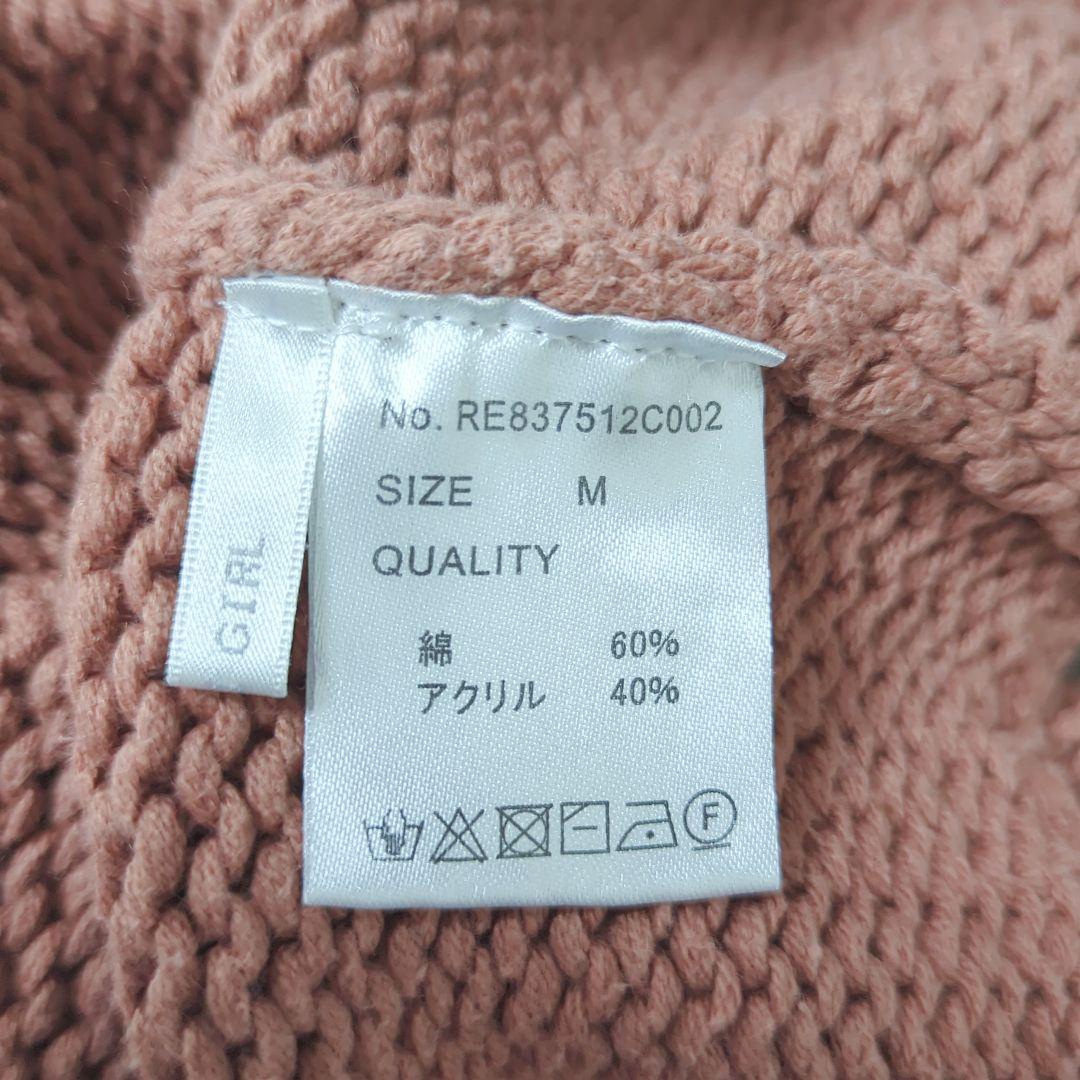 No. RE837512C002
SIZE M
QUALITY
綿 60%
アクリル 40%
F
GIRL